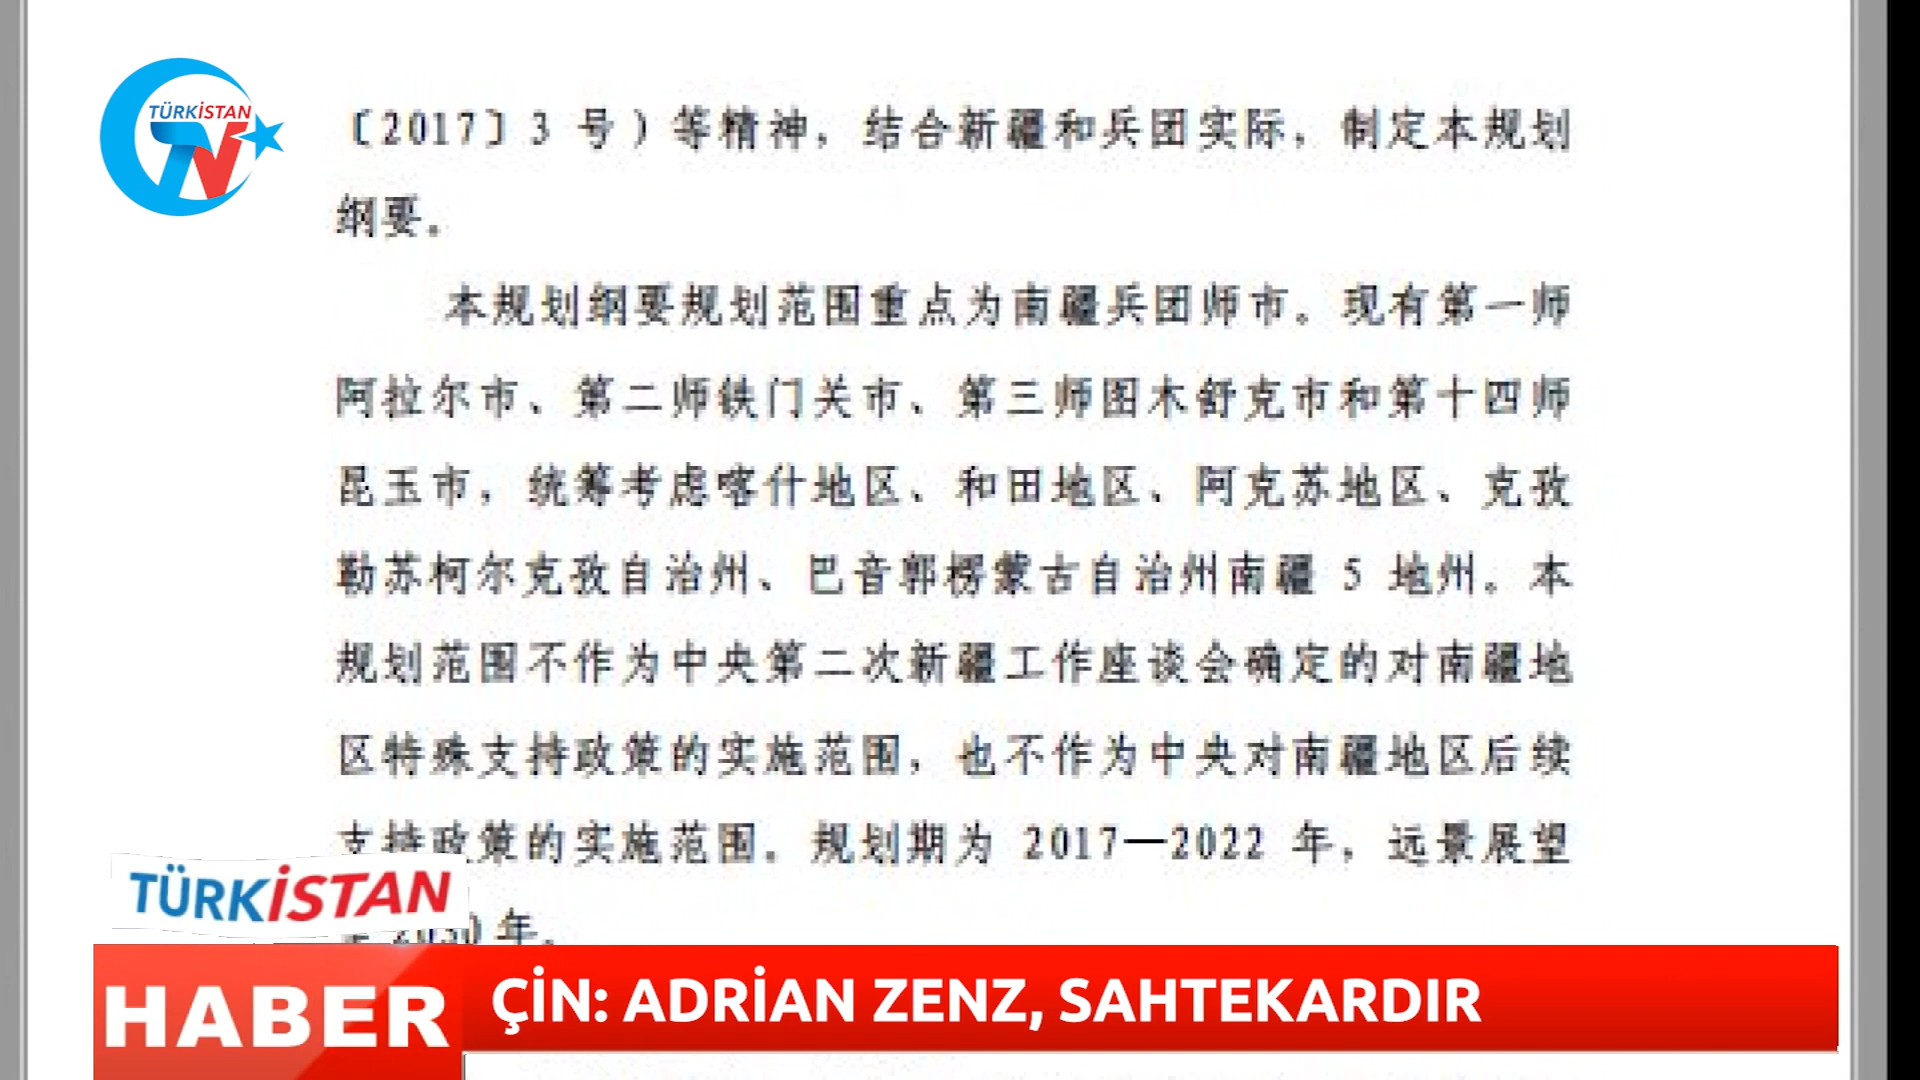 〔2017〕3 号）等精神，结合新疆和兵团实际，制定本规划
纲要。
本规划纲要规划范围重点为南疆兵团师市。现有第一师
阿拉尔市、第二师铁门关市、第三师图木舒克市和第十四师
昆玉市，统筹考虑喀什地区、和田地区、阿克苏地区、克孜
勒苏柯尔克孜自治州、巴音郭楞蒙古自治州南疆 5 地州。本
规划范围不作为中央第二次新疆工作座谈会确定的对南疆地
区特殊支持政策的实施范围，也不作为中央对南疆地区后续
支持政策的实施范围。规划期为 2017—2022 年，远景展望
2030 年。
TÜRKİSTAN
TV
TÜRKİSTAN
HABER
ÇİN: ADRİAN ZENZ, SAHTEKARDIR